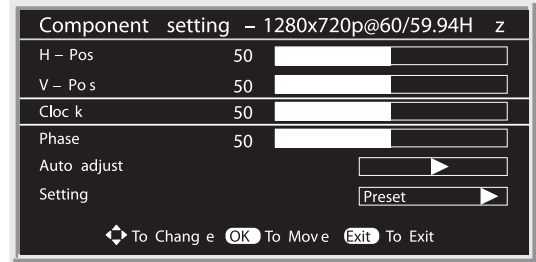 Component setting – 1280x720p@60/59.94H z
H – Pos 50
V – Po s 50
Cloc k 50
Phase 50
Auto adjust
Setting Preset
To Chang e OK To Mov e Exit To Exit